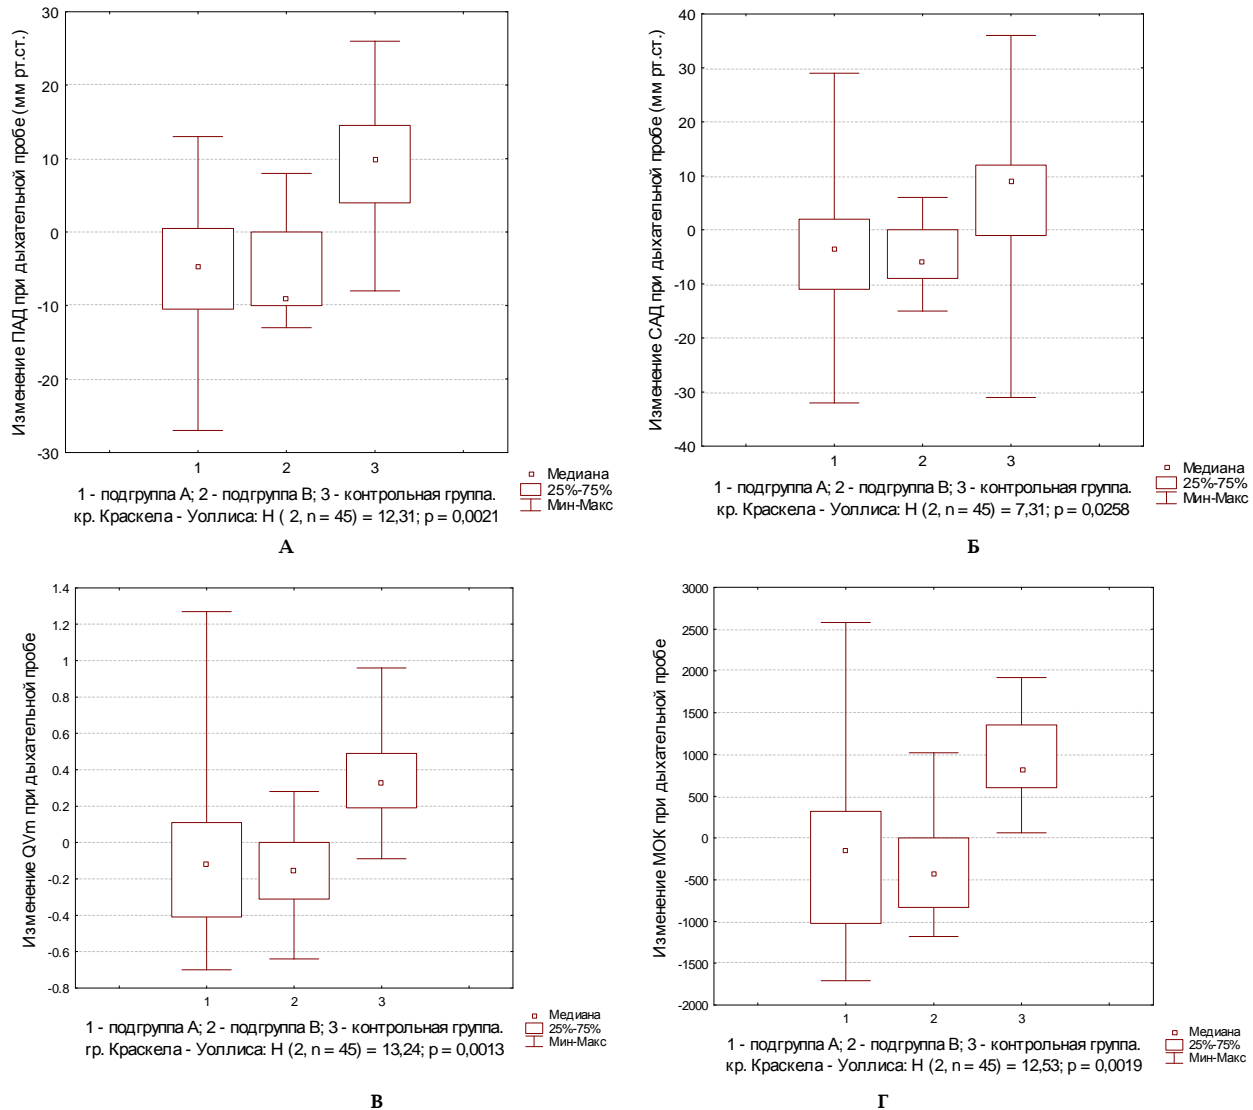 Изменение ПАД при дыхательной пробе (мм рт.ст.)
30
20
10
0
-10
-20
-30
1 2 3
Медиана
25%-75%
Мин-Макс
1 - подгруппа А; 2 - подгруппа В; 3 - контрольная группа.
кр. Краскела - Уоллиса: H ( 2, n = 45) = 12,31; p = 0,0021
А
Изменение САД при дыхательной пробе (мм рт.ст.)
40
30
20
10
0
-10
-20
-30
-40
1 2 3
Медиана
25%-75%
Мин-Макс
1 - подгруппа А; 2 - подгруппа В; 3 - контрольная группа.
кр. Краскела - Уоллиса: H (2, n = 45) = 7,31; p = 0,0258
Б
Изменение QVm при дыхательной пробе
1.4
1.2
1
0.8
0.6
0.4
0.2
0
-0.2
-0.4
-0.6
-0.8
1 2 3
Медиана
25%-75%
Мин-Макс
1 - подгруппа А; 2 - подгруппа В; 3 - контрольная группа.
гр. Краскела - Уоллиса: H (2, n = 45) = 13,24; p = 0,0013
В
Изменение МОК при дыхательной пробе
3000
2500
2000
1500
1000
500
0
-500
-1000
-1500
-2000
1 2 3
Медиана
25%-75%
Мин-Макс
1 - подгруппа А; 2 - подгруппа В; 3 - контрольная группа.
кр. Краскела - Уоллиса: H (2, n = 45) = 12,53; p = 0,0019
Г